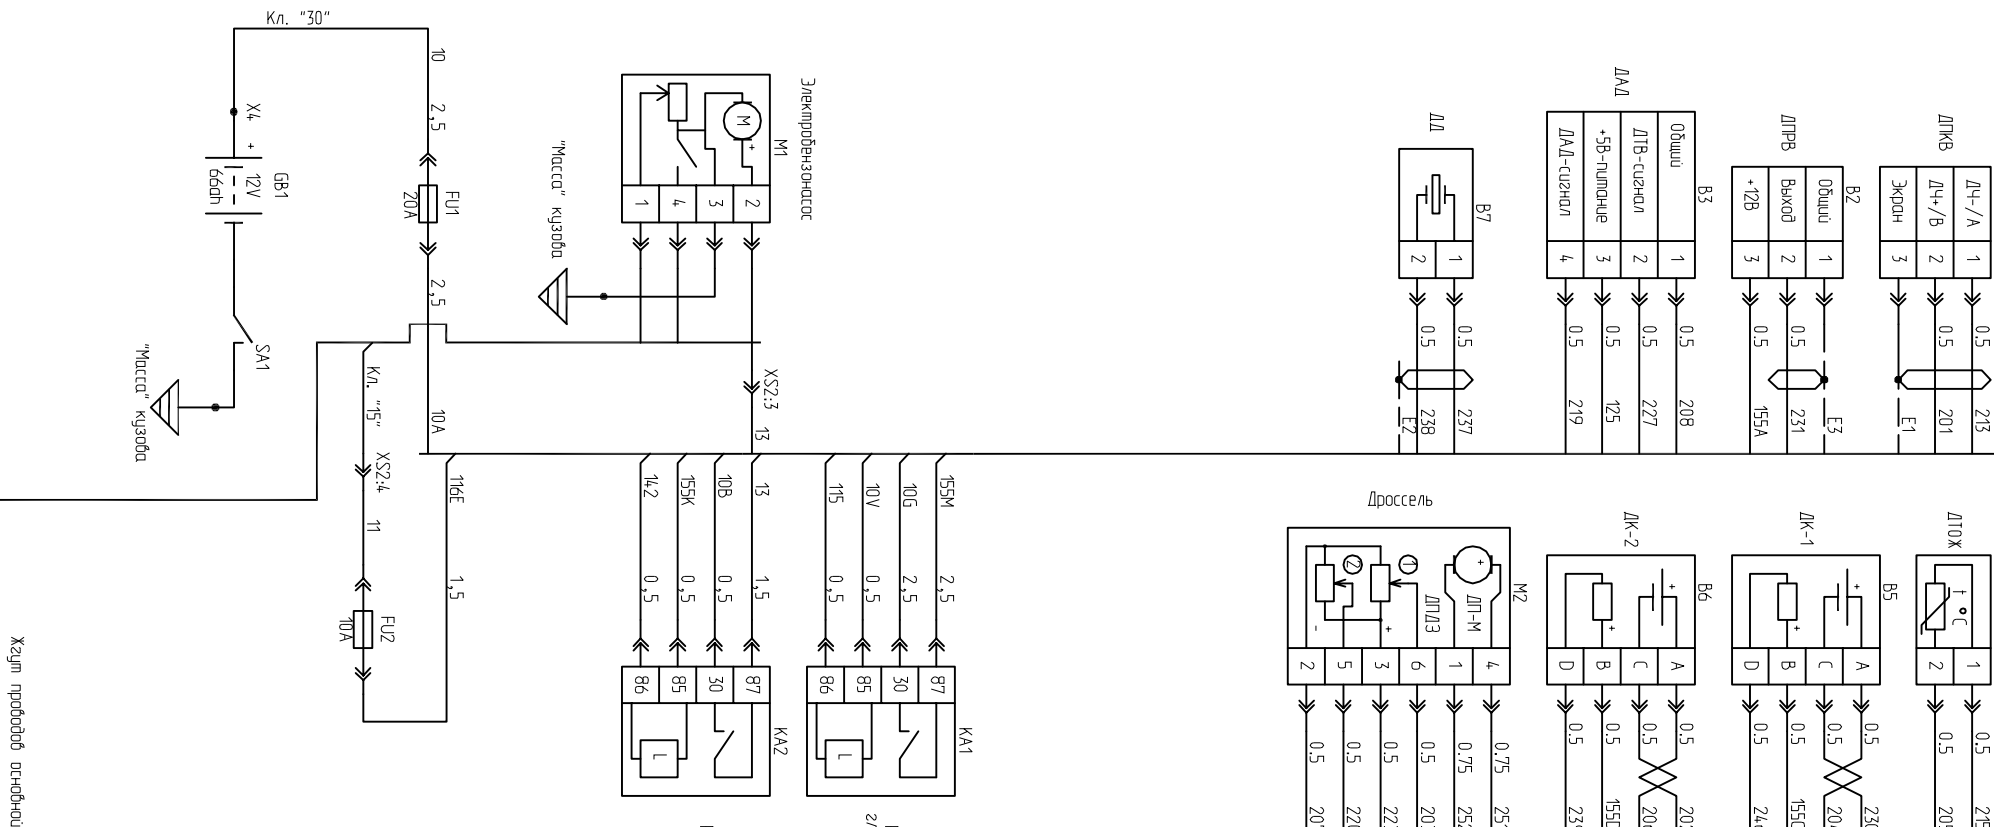 Кл. "30"
10
2,5
X4
+
GB1
12V
66ah
FU1
20A
2,5
SA1
"Масса" кузова
Электробензонасос
M1
M
+
1
4
3
2
"Масса" кузова
Кл. "15"
10A
XS2:3
13
XS2:4
11
116E
1,5
FU2
10A
Жгут проводов основной
142
155K
10B
13
0,5
0,5
0,5
1,5
86
85
30
87
L
KA2
115
10V
10G
155M
0,5
0,5
2,5
2,5
86
85
30
87
L
KA1
ДД
B7
2
1
0.5
0.5
E2
238
237
ДАД
ДАД-сигнал
+5В-питание
ДТВ-сигнал
Общий
B3
4
3
2
1
0.5
0.5
0.5
0.5
219
125
227
208
ДПРВ
+12В
Выход
Общий
B2
3
2
1
0.5
0.5
155A
231
E3
ДПКВ
Экран
ДЧ+/В
ДЧ-/А
3
2
1
0.5
0.5
E1
201
213
Дроссель
M2
2
1
+
ДПДЗ
ДП-М
-
+
2
5
3
6
1
4
0.5
0.5
0.5
0.5
0.75
0.75
ДК-2
B6
+
+
D
B
C
A
0.5
0.5
0.5
0.5
ДК-1
B5
+
+
D
B
C
A
0.5
0.5
0.5
0.5
ДТОЖ
t °C
2
1
0.5
0.5